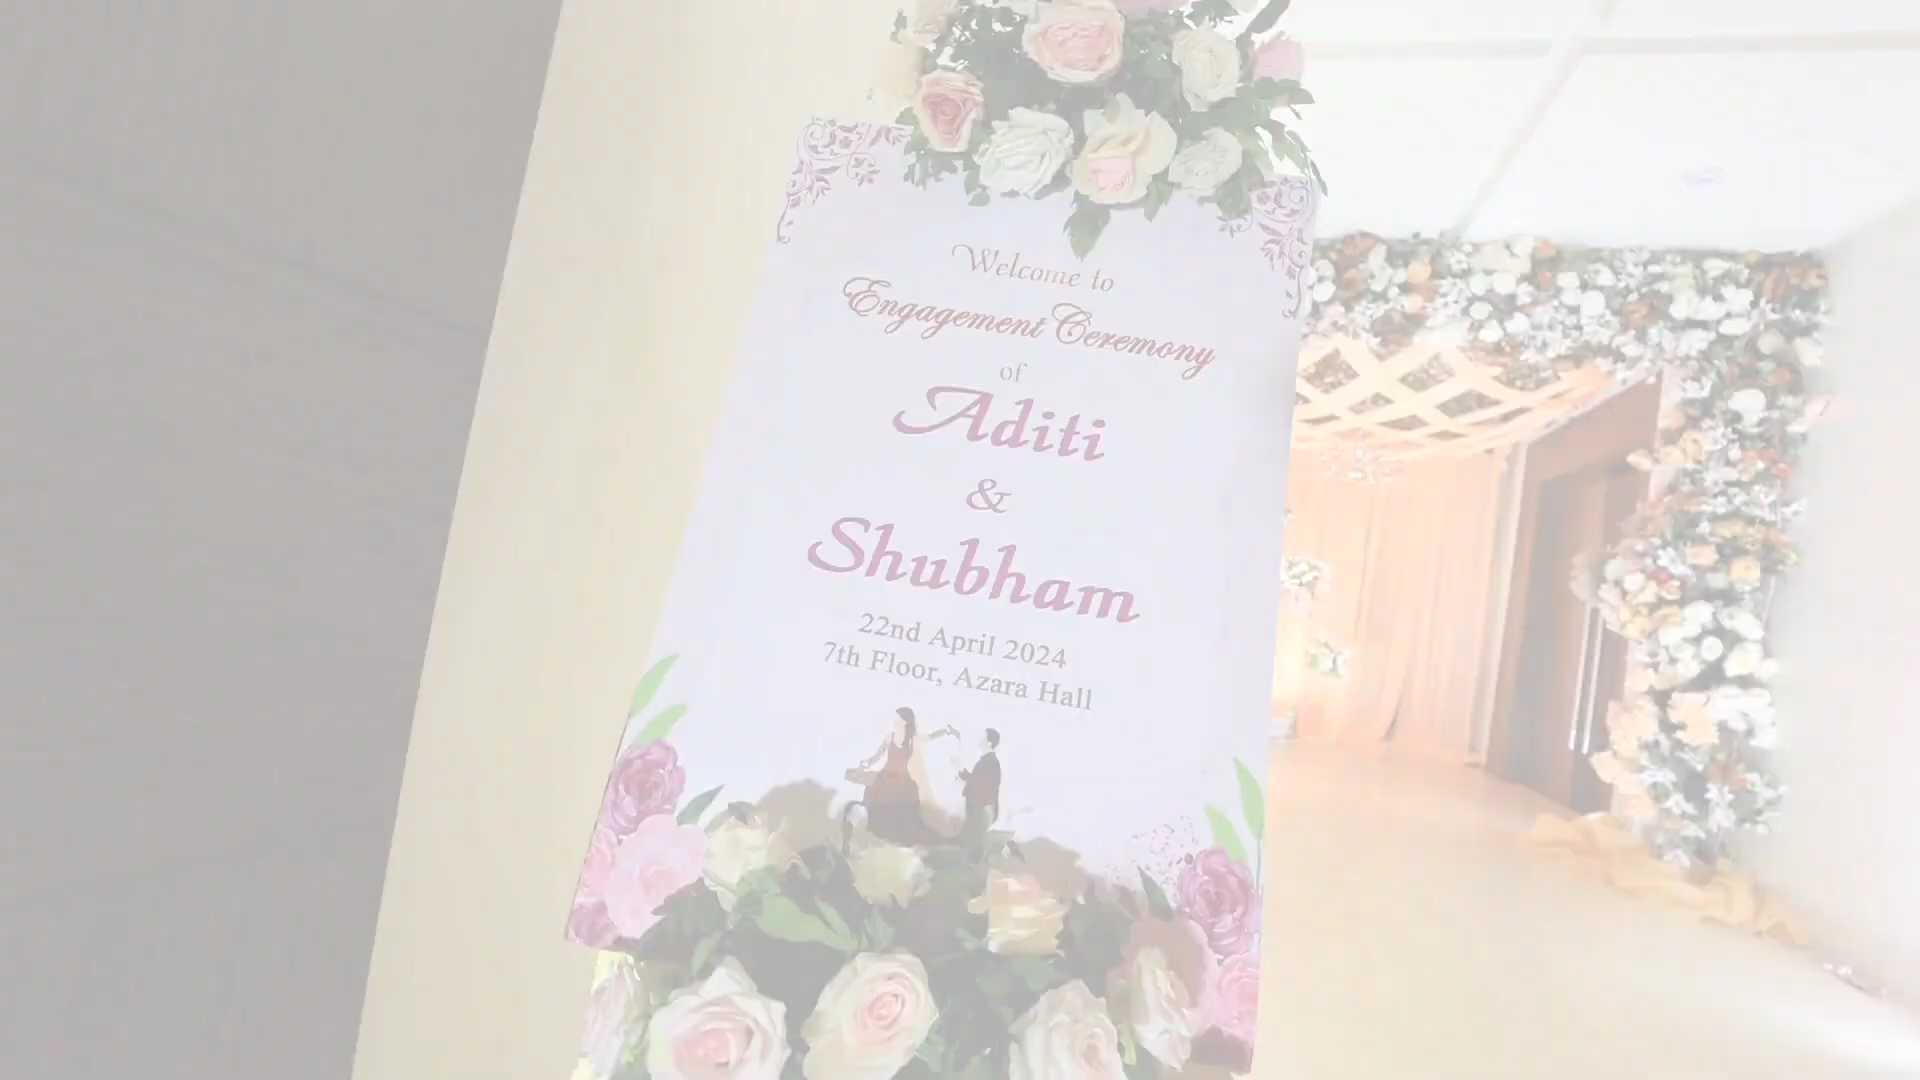 Welcome to
Engagement Ceremony
of
Aditi
&
Shubham
22nd April 2024
7th Floor, Azara Hall